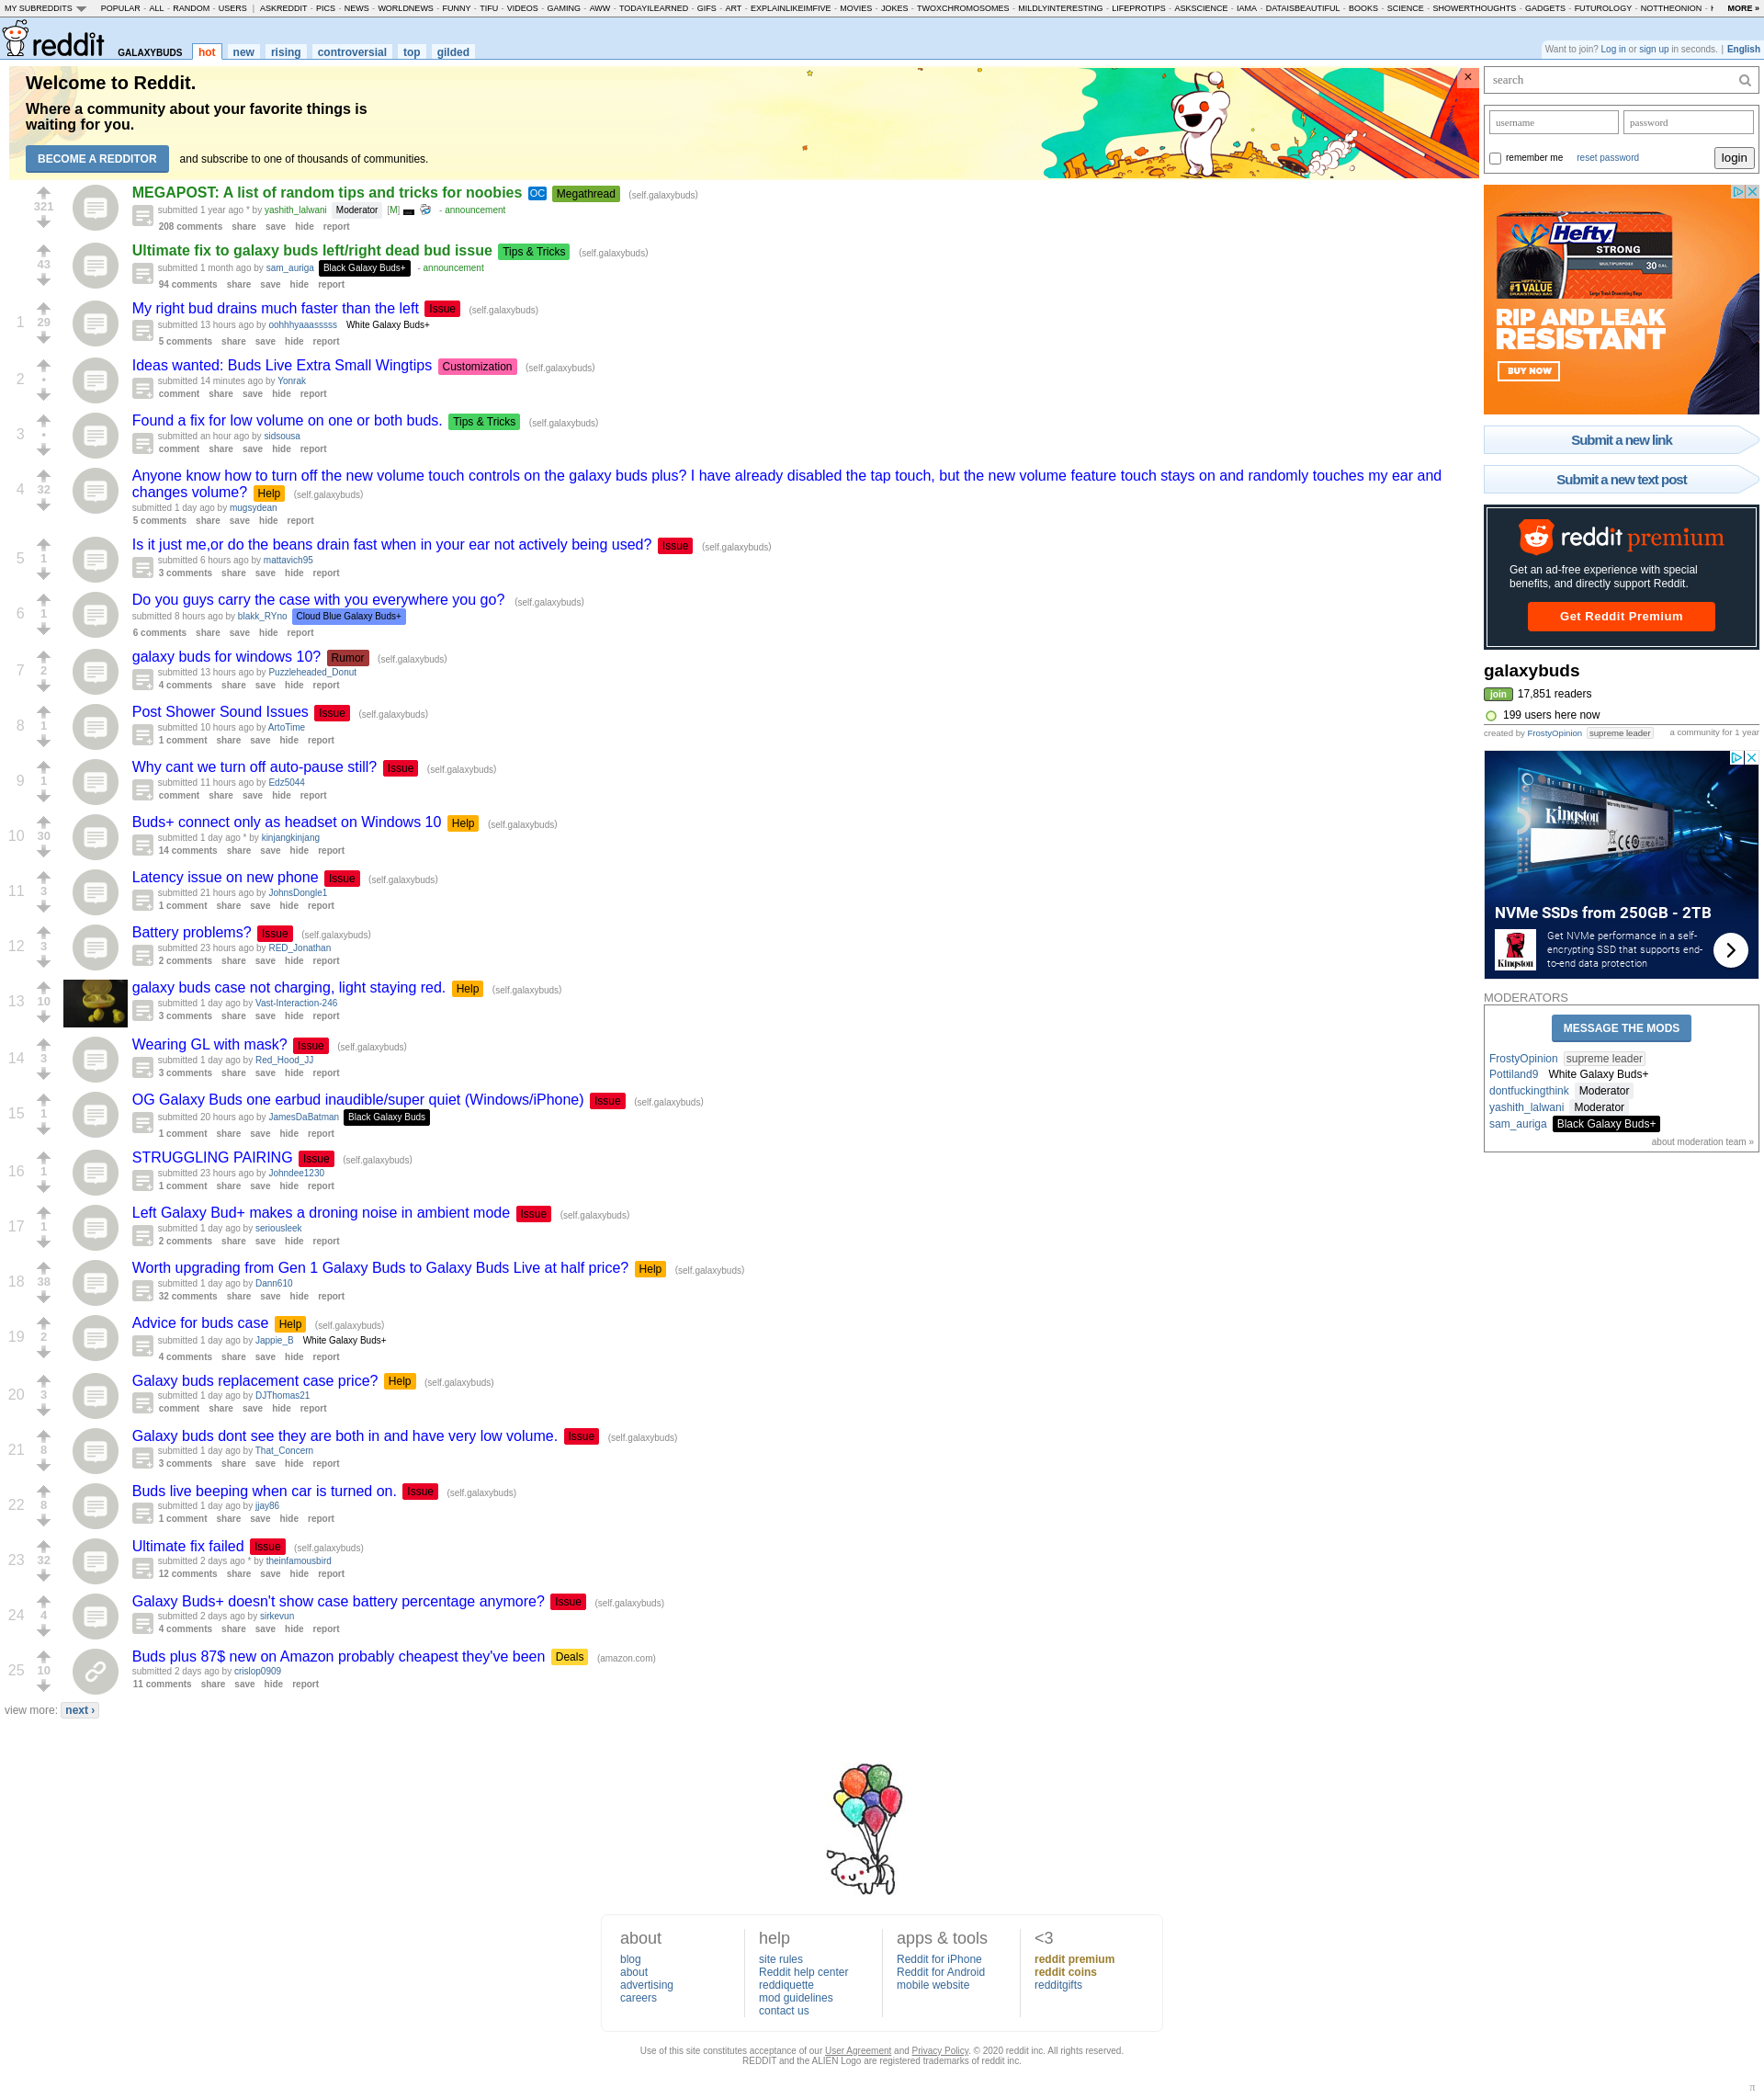 MY SUBREDDITS POPULAR - ALL - RANDOM - USERS | ASKREDDIT - PICS - NEWS - WORLDNEWS - FUNNY - TIFU - VIDEOS - GAMING - AWW - TODAYILEARNED - GIFS - ART - EXPLAINLIKEIMFIVE - MOVIES - JOKES - TWOXCHROMOSOMES - MILDLYINTERESTING - LIFEPROTIPS - ASKSCIENCE - IAMA - DATAISBEAUTIFUL - BOOKS - SCIENCE - SHOWERTHOUGHTS - GADGETS - FUTUROLOGY - NOTTHEONION - MORE »
reddit GALAXYBUDS hot new rising controversial top gilded
Want to join? Log in or sign up in seconds. | English
Welcome to Reddit.
Where a community about your favorite things is
waiting for you.
BECOME A REDDITOR and subscribe to one of thousands of communities.
321
MEGAPOST: A list of random tips and tricks for noobies OC Megathread (self.galaxybuds)
submitted 1 year ago * by yashith_lalwani Moderator [M] - announcement
208 comments share save hide report
43
Ultimate fix to galaxy buds left/right dead bud issue Tips & Tricks (self.galaxybuds)
submitted 1 month ago by sam_auriga Black Galaxy Buds+ - announcement
94 comments share save hide report
1 29
My right bud drains much faster than the left Issue (self.galaxybuds)
submitted 13 hours ago by oohhhyaaasssss White Galaxy Buds+
5 comments share save hide report
2 •
Ideas wanted: Buds Live Extra Small Wingtips Customization (self.galaxybuds)
submitted 14 minutes ago by Yonrak
comment share save hide report
3 •
Found a fix for low volume on one or both buds. Tips & Tricks (self.galaxybuds)
submitted an hour ago by sidsousa
comment share save hide report
4 32
Anyone know how to turn off the new volume touch controls on the galaxy buds plus? I have already disabled the tap touch, but the new volume feature touch stays on and randomly touches my ear and
changes volume? Help (self.galaxybuds)
submitted 1 day ago by mugsydean
5 comments share save hide report
5 1
Is it just me,or do the beans drain fast when in your ear not actively being used? Issue (self.galaxybuds)
submitted 6 hours ago by mattavich95
3 comments share save hide report
6 1
Do you guys carry the case with you everywhere you go? (self.galaxybuds)
submitted 8 hours ago by blakk_RYno Cloud Blue Galaxy Buds+
6 comments share save hide report
7 2
galaxy buds for windows 10? Rumor (self.galaxybuds)
submitted 13 hours ago by Puzzleheaded_Donut
4 comments share save hide report
8 1
Post Shower Sound Issues Issue (self.galaxybuds)
submitted 10 hours ago by ArtoTime
1 comment share save hide report
9 1
Why cant we turn off auto-pause still? Issue (self.galaxybuds)
submitted 11 hours ago by Edz5044
comment share save hide report
10 30
Buds+ connect only as headset on Windows 10 Help (self.galaxybuds)
submitted 1 day ago * by kinjangkinjang
14 comments share save hide report
11 3
Latency issue on new phone Issue (self.galaxybuds)
submitted 21 hours ago by JohnsDongle1
1 comment share save hide report
12 3
Battery problems? Issue (self.galaxybuds)
submitted 23 hours ago by RED_Jonathan
2 comments share save hide report
13 10
galaxy buds case not charging, light staying red. Help (self.galaxybuds)
submitted 1 day ago by Vast-Interaction-246
3 comments share save hide report
14 3
Wearing GL with mask? Issue (self.galaxybuds)
submitted 1 day ago by Red_Hood_JJ
3 comments share save hide report
15 1
OG Galaxy Buds one earbud inaudible/super quiet (Windows/iPhone) Issue (self.galaxybuds)
submitted 20 hours ago by JamesDaBatman Black Galaxy Buds
1 comment share save hide report
16 1
STRUGGLING PAIRING Issue (self.galaxybuds)
submitted 23 hours ago by Johndee1230
1 comment share save hide report
17 1
Left Galaxy Bud+ makes a droning noise in ambient mode Issue (self.galaxybuds)
submitted 1 day ago by seriousleek
2 comments share save hide report
18 38
Worth upgrading from Gen 1 Galaxy Buds to Galaxy Buds Live at half price? Help (self.galaxybuds)
submitted 1 day ago by Dann610
32 comments share save hide report
19 2
Advice for buds case Help (self.galaxybuds)
submitted 1 day ago by Jappie_B White Galaxy Buds+
4 comments share save hide report
20 3
Galaxy buds replacement case price? Help (self.galaxybuds)
submitted 1 day ago by DJThomas21
comment share save hide report
21 8
Galaxy buds dont see they are both in and have very low volume. Issue (self.galaxybuds)
submitted 1 day ago by That_Concern
3 comments share save hide report
22 8
Buds live beeping when car is turned on. Issue (self.galaxybuds)
submitted 1 day ago by jjay86
1 comment share save hide report
23 32
Ultimate fix failed Issue (self.galaxybuds)
submitted 2 days ago * by theinfamousbird
12 comments share save hide report
24 4
Galaxy Buds+ doesn't show case battery percentage anymore? Issue (self.galaxybuds)
submitted 2 days ago by sirkevun
4 comments share save hide report
25 10
Buds plus 87$ new on Amazon probably cheapest they've been Deals (amazon.com)
submitted 2 days ago by crislop0909
11 comments share save hide report
view more: next ›
search
username password
remember me reset password login
Hefty
STRONG
MULTIPURPOSE 30 GAL
#1 VALUE
RIP AND LEAK
RESISTANT
BUY NOW
Submit a new link
Submit a new text post
reddit premium
Get an ad-free experience with special
benefits, and directly support Reddit.
Get Reddit Premium
galaxybuds
join 17,851 readers
199 users here now
created by FrostyOpinion supreme leader a community for 1 year
Kingston
TECHNOLOGY
NVMe SSDs from 250GB - 2TB
Get NVMe performance in a self-
encrypting SSD that supports end-
to-end data protection
Kingston
MODERATORS
MESSAGE THE MODS
FrostyOpinion supreme leader
Pottiland9 White Galaxy Buds+
dontfuckingthink Moderator
yashith_lalwani Moderator
sam_auriga Black Galaxy Buds+
about moderation team »
about
blog
about
advertising
careers
help
site rules
Reddit help center
reddiquette
mod guidelines
contact us
apps & tools
Reddit for iPhone
Reddit for Android
mobile website
<3
reddit premium
reddit coins
redditgifts
Use of this site constitutes acceptance of our User Agreement and Privacy Policy. © 2020 reddit inc. All rights reserved.
REDDIT and the ALIEN Logo are registered trademarks of reddit inc.
π